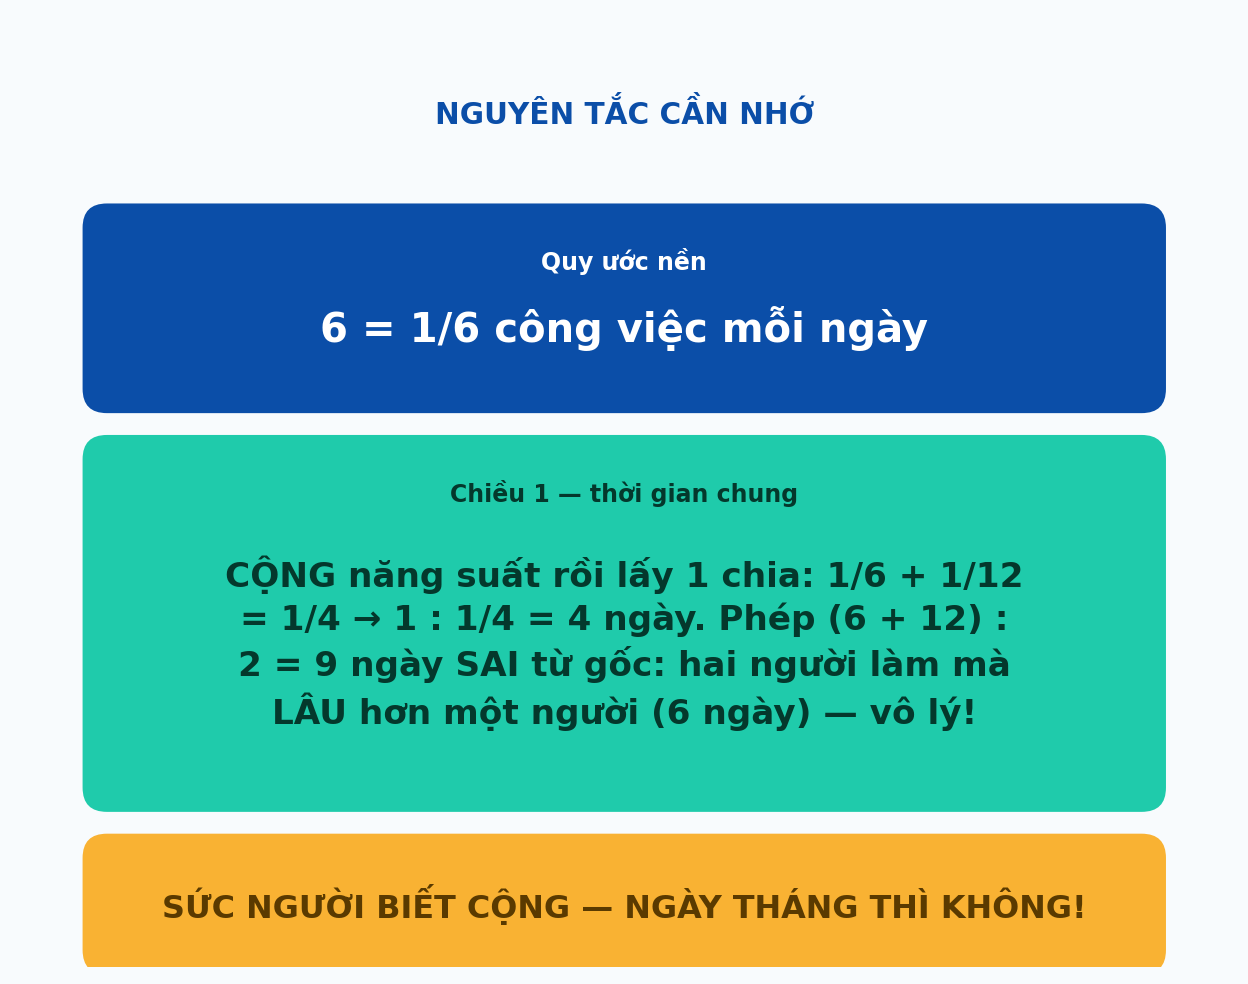 NGUYÊN TẮC CẦN NHỚ
Quy ước nền
6 = 1/6 công việc mỗi ngày
Chiều 1 — thời gian chung
CỘNG năng suất rồi lấy 1 chia: 1/6 + 1/12
= 1/4 → 1 : 1/4 = 4 ngày. Phép (6 + 12) :
2 = 9 ngày SAI từ gốc: hai người làm mà
LÂU hơn một người (6 ngày) — vô lý!
SỨC NGƯỜI BIẾT CỘNG — NGÀY THÁNG THÌ KHÔNG!